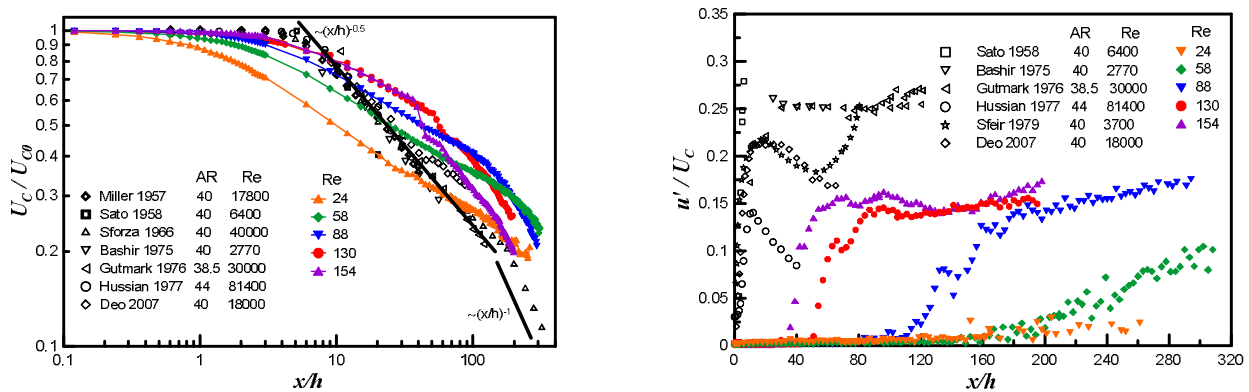 U_C / U_C0
1
0.9
0.8
0.7
0.6
0.5
0.4
0.3
0.2
0.1
0.1
1
10
100
x/h
~(x/h)^-0.5
~(x/h)^-1
AR Re
Miller 1957 40 17800
Sato 1958 40 6400
Sforza 1966 40 40000
Bashir 1975 40 2770
Gutmark 1976 38.5 30000
Hussian 1977 44 81400
Deo 2007 40 18000
Re
24
58
88
130
154
u' / U_C
0.35
0.3
0.25
0.2
0.15
0.1
0.05
0
0 40 80 120 160 200 240 280 320
x/h
AR Re
Sato 1958 40 6400
Bashir 1975 40 2770
Gutmark 1976 38.5 30000
Hussian 1977 44 81400
Sfeir 1979 40 3700
Deo 2007 40 18000
Re
24
58
88
130
154